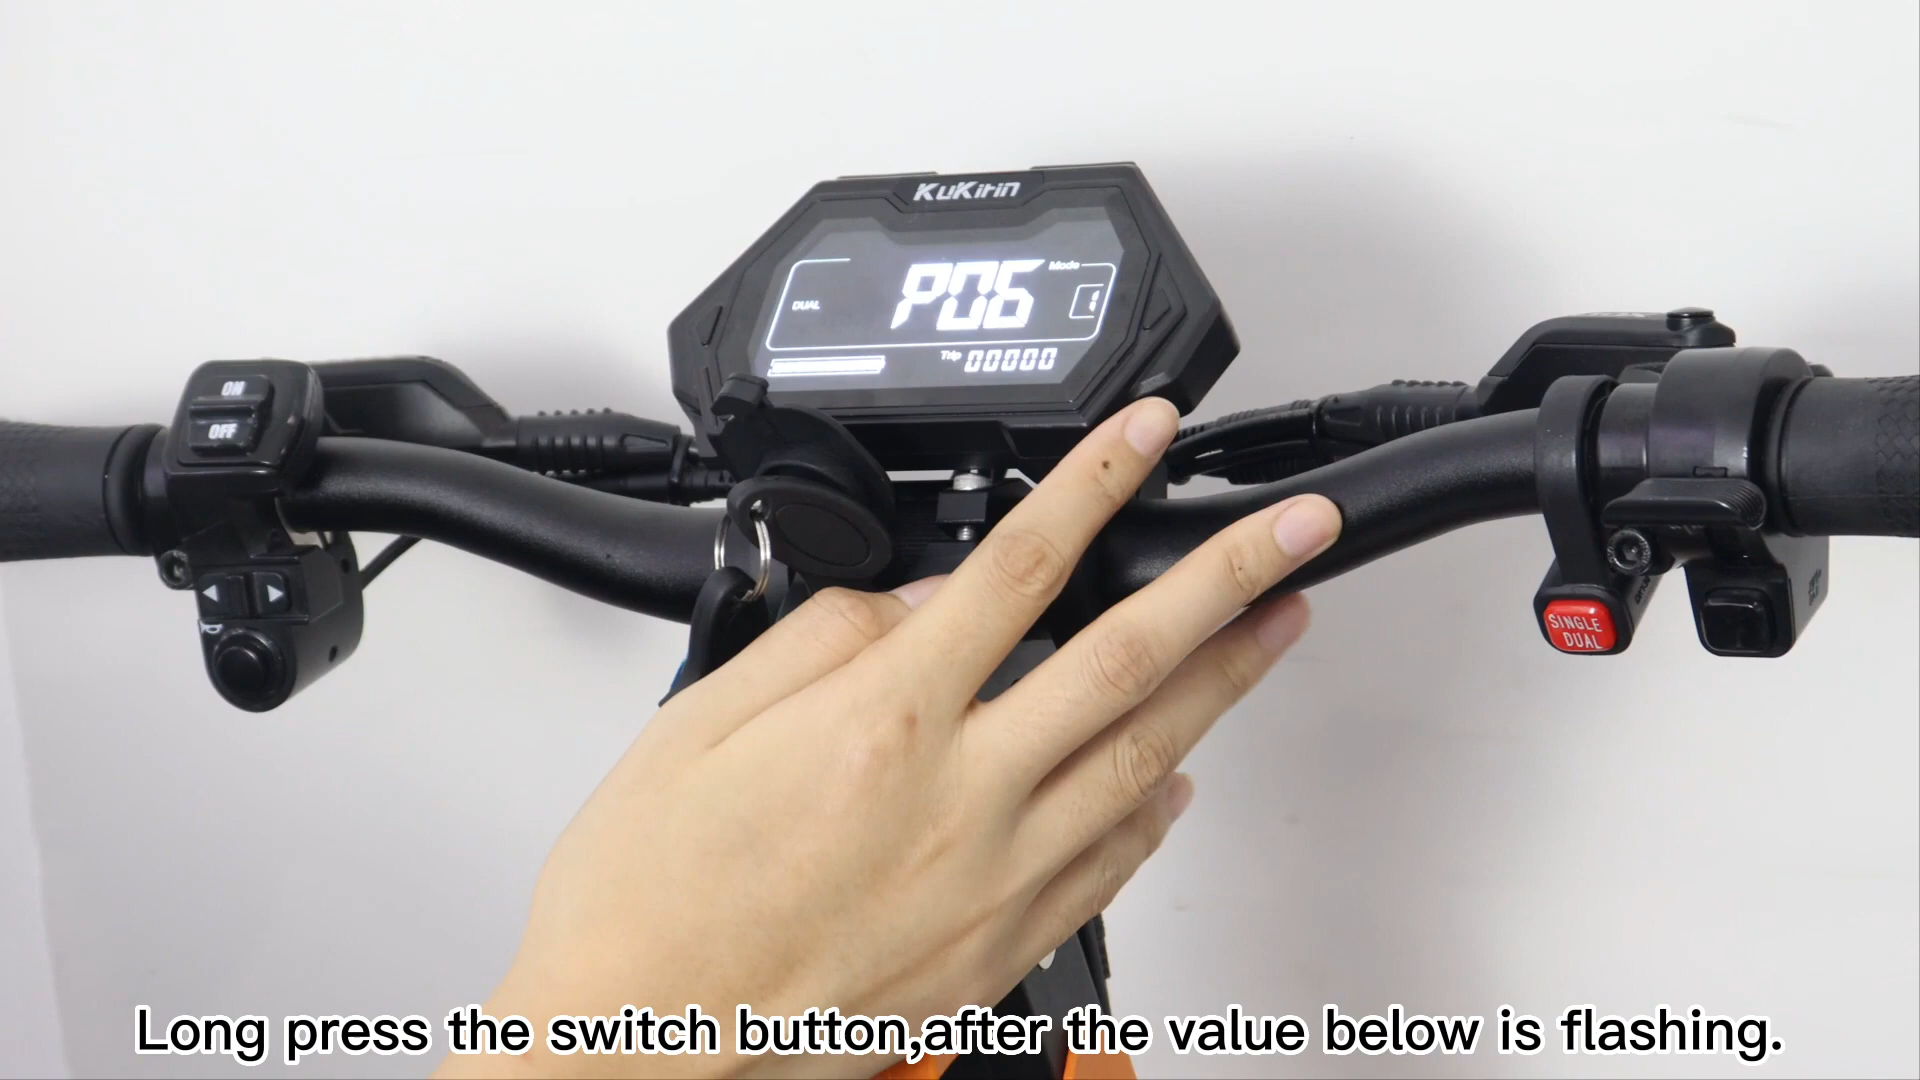 KuKirin
P06
Mode
DUAL
Trip 00000
ON
OFF
SINGLE
DUAL
Long press the switch button,after the value below is flashing.